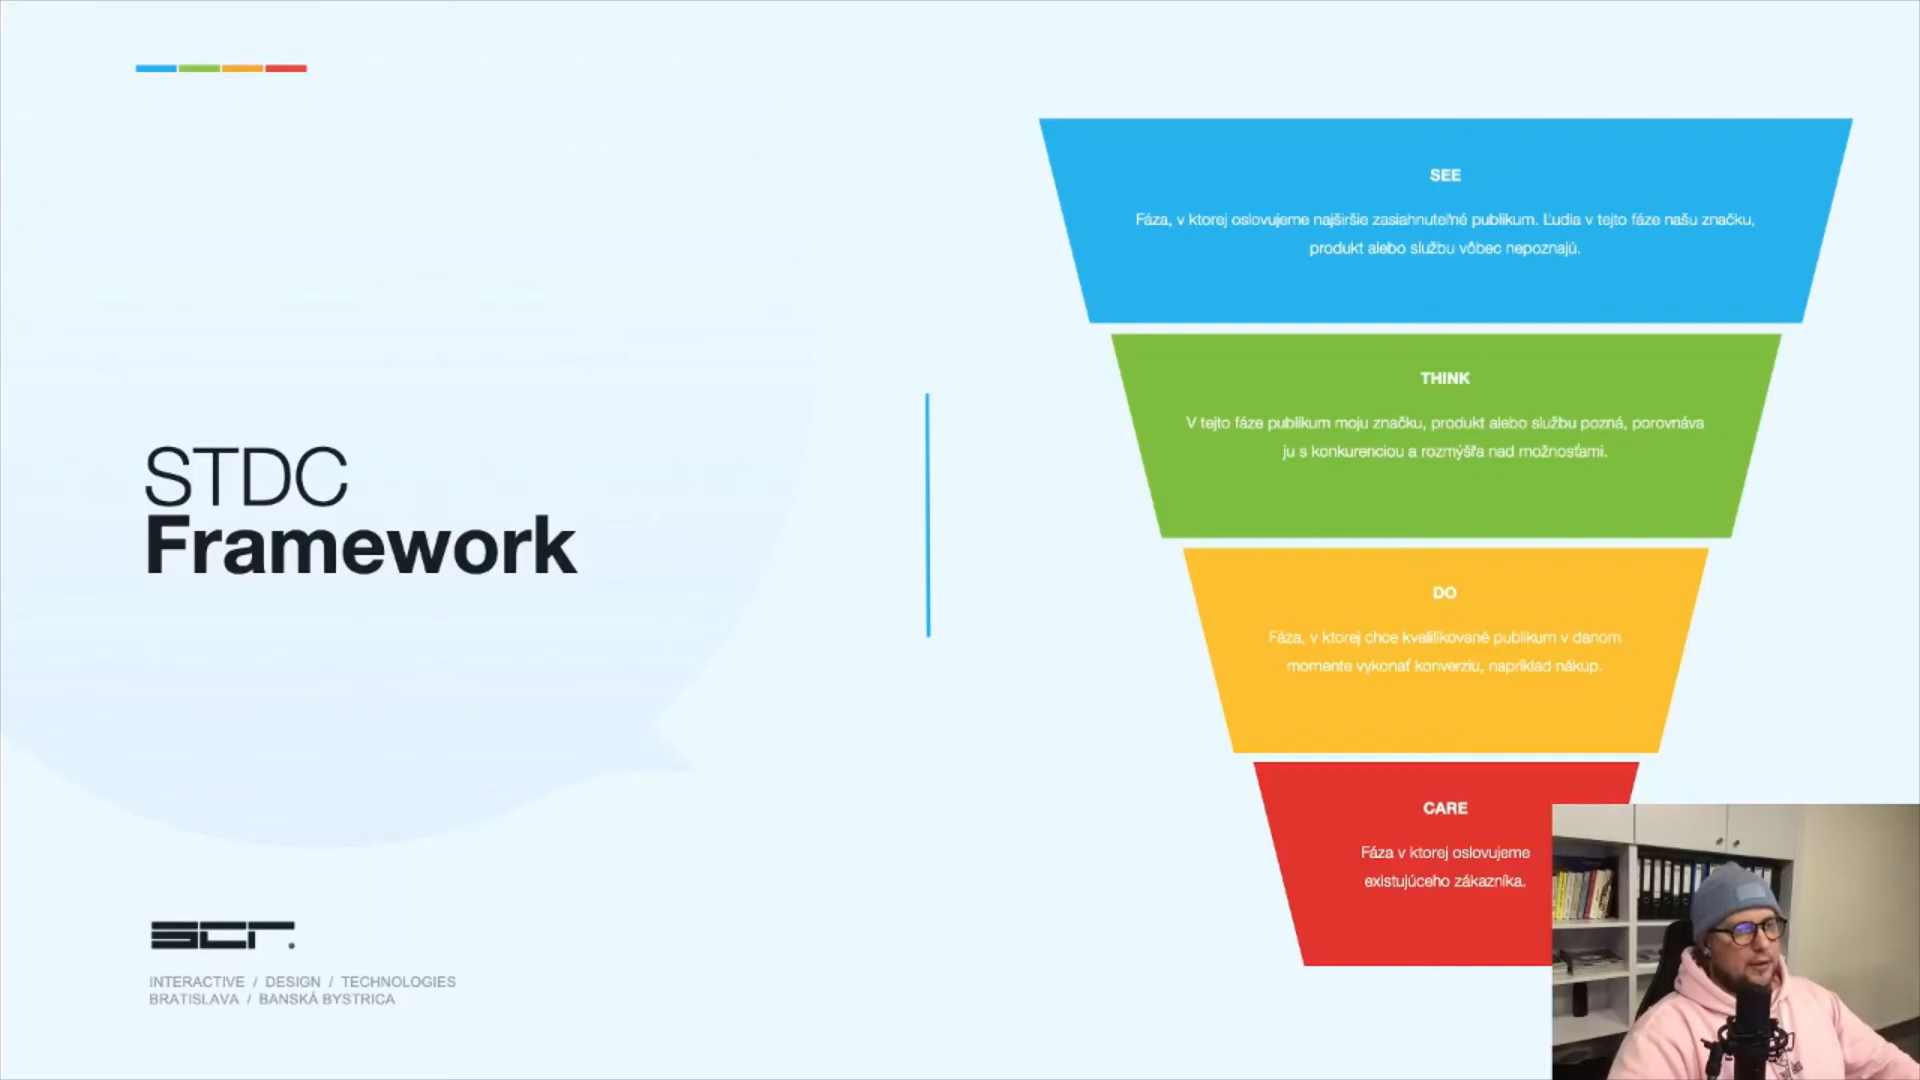 STDC
Framework
SEE
Fáza, v ktorej oslovujeme najširšie zasiahnuteľné publikum. Ľudia v tejto fáze našu značku,
produkt alebo službu vôbec nepoznajú.
THINK
V tejto fáze publikum moju značku, produkt alebo službu pozná, porovnáva
ju s konkurenciou a rozmýšľa nad možnosťami.
DO
Fáza, v ktorej chce kvalifikované publikum v danom
momente vykonať konverziu, napríklad nákup.
CARE
Fáza v ktorej oslovujeme
existujúceho zákazníka.
scr.
INTERACTIVE / DESIGN / TECHNOLOGIES
BRATISLAVA / BANSKÁ BYSTRICA